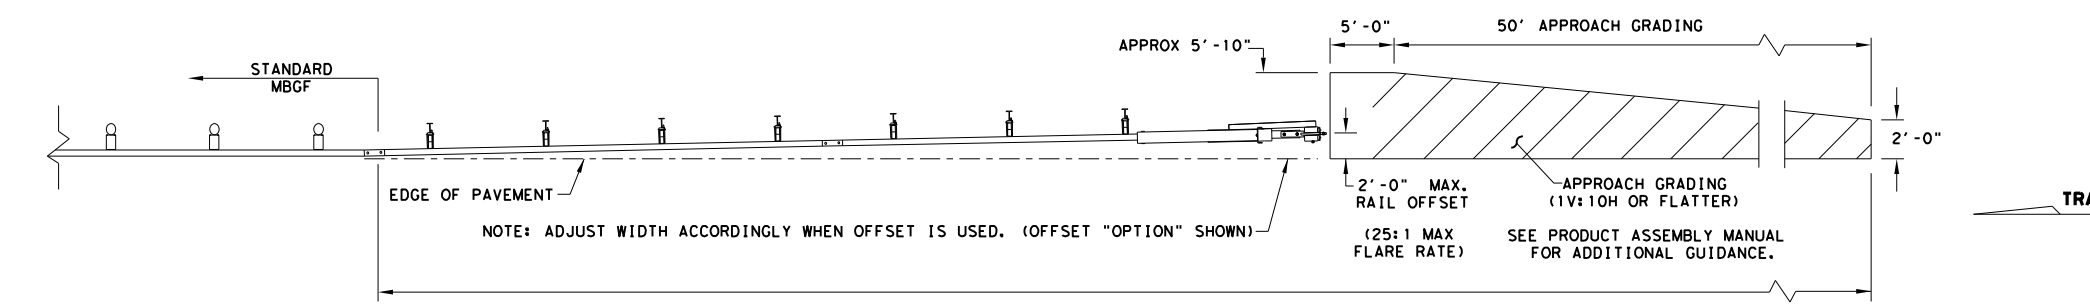 5'-0"
50' APPROACH GRADING
APPROX 5'-10"
STANDARD
MBGF
2'-0"
EDGE OF PAVEMENT
2'-0" MAX.
RAIL OFFSET
APPROACH GRADING
(1V:10H OR FLATTER)
NOTE: ADJUST WIDTH ACCORDINGLY WHEN OFFSET IS USED. (OFFSET "OPTION" SHOWN)
(25:1 MAX
FLARE RATE)
SEE PRODUCT ASSEMBLY MANUAL
FOR ADDITIONAL GUIDANCE.